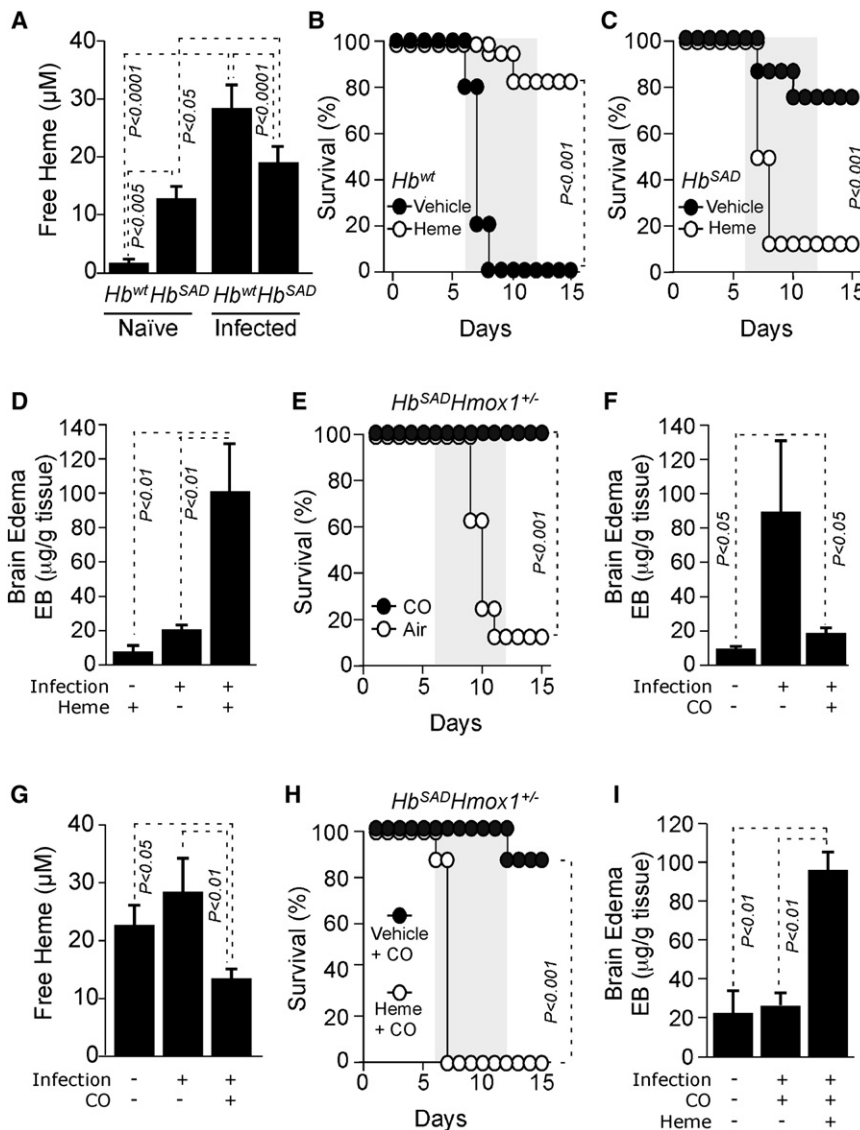 A
Free Heme (µM)
40
30
20
10
0
P<0.0001
P<0.005
P<0.05
P<0.0001
Hb^wt Hb^SAD Hb^wt Hb^SAD
Naïve Infected
B
Survival (%)
100
80
60
40
20
0
Hb^wt
Vehicle
Heme
P<0.001
0 5 10 15
Days
C
Survival (%)
100
80
60
40
20
0
Hb^SAD
Vehicle
Heme
P<0.001
0 5 10 15
Days
D
Brain Edema
EB (µg/g tissue)
140
120
100
80
60
40
20
0
P<0.01
P<0.01
Infection - + +
Heme + - +
E
Hb^SAD Hmox1^+/-
Survival (%)
100
80
60
40
20
0
CO
Air
P<0.001
0 5 10 15
Days
F
Brain Edema
EB (µg/g tissue)
140
120
100
80
60
40
20
0
P<0.05
P<0.05
Infection - + +
CO - - +
G
Free Heme (µM)
40
30
20
10
0
P<0.05
P<0.01
Infection - + +
CO - - +
H
Hb^SAD Hmox1^+/-
Survival (%)
100
80
60
40
20
0
Vehicle
+ CO
Heme
+ CO
P<0.001
0 5 10 15
Days
I
Brain Edema
EB (µg/g tissue)
120
100
80
60
40
20
0
P<0.01
P<0.01
Infection - + +
CO - + +
Heme - - +